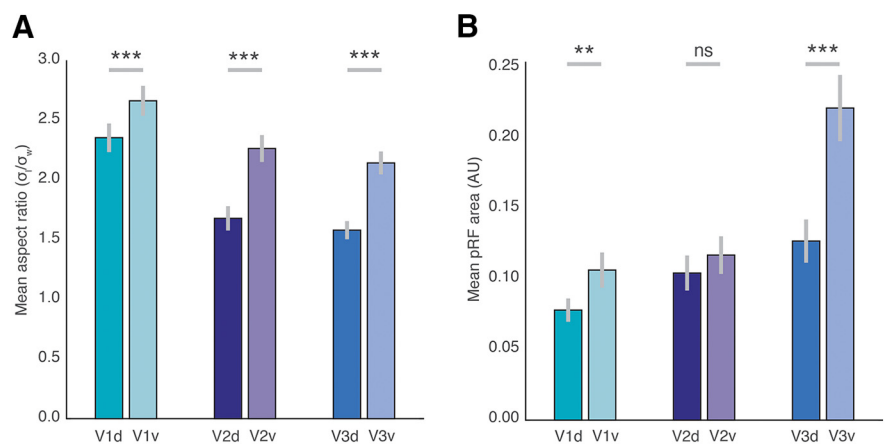 A
Mean aspect ratio (σl/σw)
3.0
2.5
2.0
1.5
1.0
0.5
0.0
*** *** ***
V1d V1v V2d V2v V3d V3v
B
Mean pRF area (AU)
0.25
0.20
0.15
0.10
0.05
0.00
** ns ***
V1d V1v V2d V2v V3d V3v